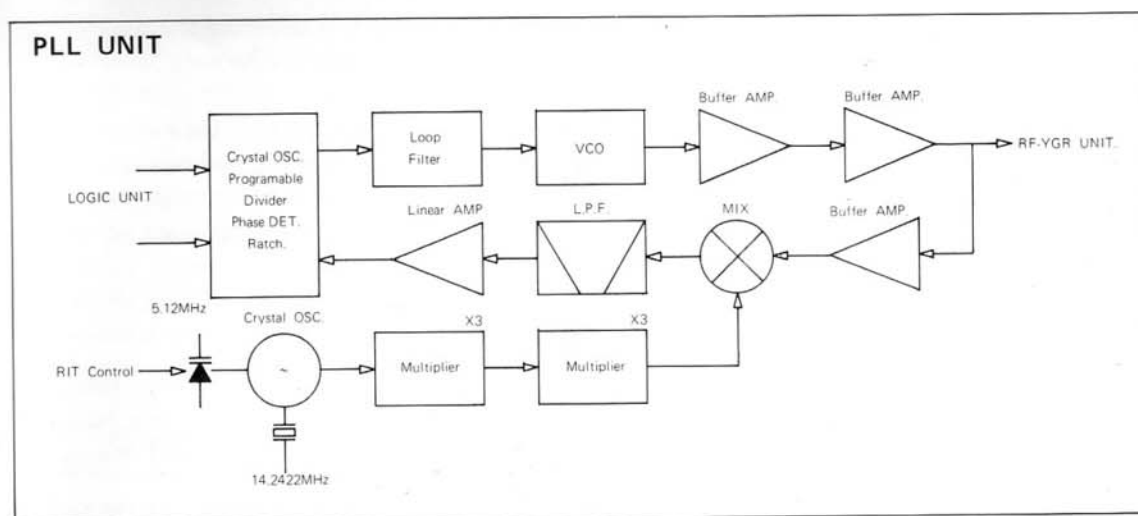 PLL UNIT
Buffer AMP.
Buffer AMP.
Crystal OSC.
Programable
Divider
Phase DET.
Ratch.
Loop
Filter
VCO
RF-YGR UNIT.
LOGIC UNIT
Linear AMP
L.P.F.
MIX
Buffer AMP.
5.12MHz
Crystal OSC.
X3
X3
RIT Control
~
Multiplier
Multiplier
14.2422MHz